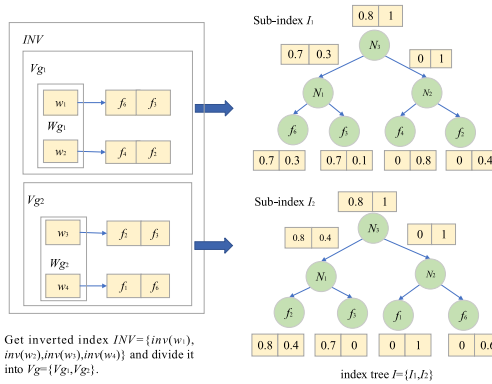 INV
Vg1
w1
f6 f3
Wg1
w2
f4 f2
Vg2
w3
f2 f3
Wg2
w4
f1 f6
Get inverted index INV={inv(w1),
inv(w2),inv(w3),inv(w4)} and divide it
into Vg={Vg1,Vg2}.
Sub-index I1
0.8 1
N3
0.7 0.3
0 1
N1
N2
f6
f3
f4
f2
0.7 0.3
0.7 0.1
0 0.8
0 0.4
Sub-index I2
0.8 1
N3
0.8 0.4
0 1
N1
N2
f2
f3
f1
f6
0.8 0.4
0.7 0
0 1
0 0.6
index tree I={I1,I2}